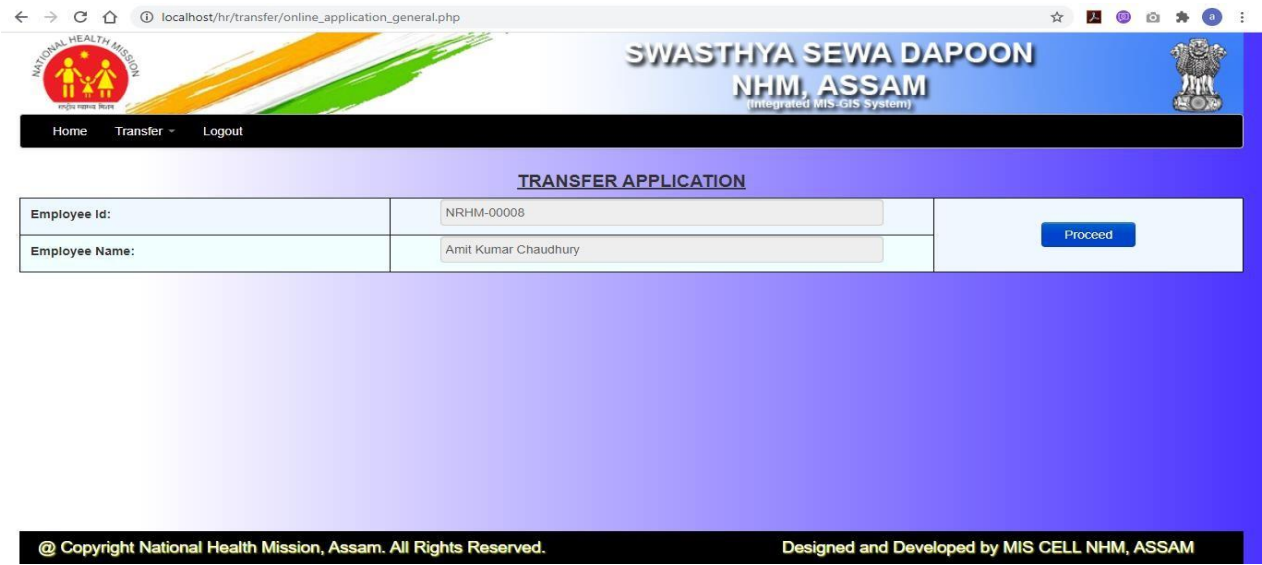 localhost/hr/transfer/online_application_general.php
a
NATIONAL HEALTH MISSION
राष्ट्रीय स्वास्थ्य मिशन
SWASTHYA SEWA DAPOON
NHM, ASSAM
(Integrated MIS-GIS System)
Home Transfer Logout
TRANSFER APPLICATION
Employee Id: NRHM-00008
Proceed
Employee Name: Amit Kumar Chaudhury
@ Copyright National Health Mission, Assam. All Rights Reserved. Designed and Developed by MIS CELL NHM, ASSAM